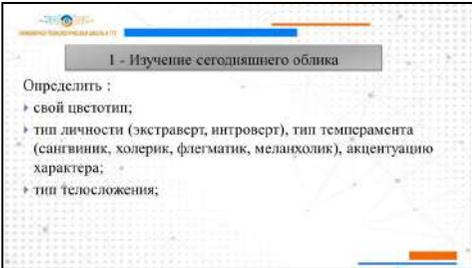 1 - Изучение сегодняшнего облика
Определить :
свой цветотип;
тип личности (экстраверт, интроверт), тип темперамента
(сангвиник, холерик, флегматик, меланхолик), акцентуацию
характера;
тип телосложения;